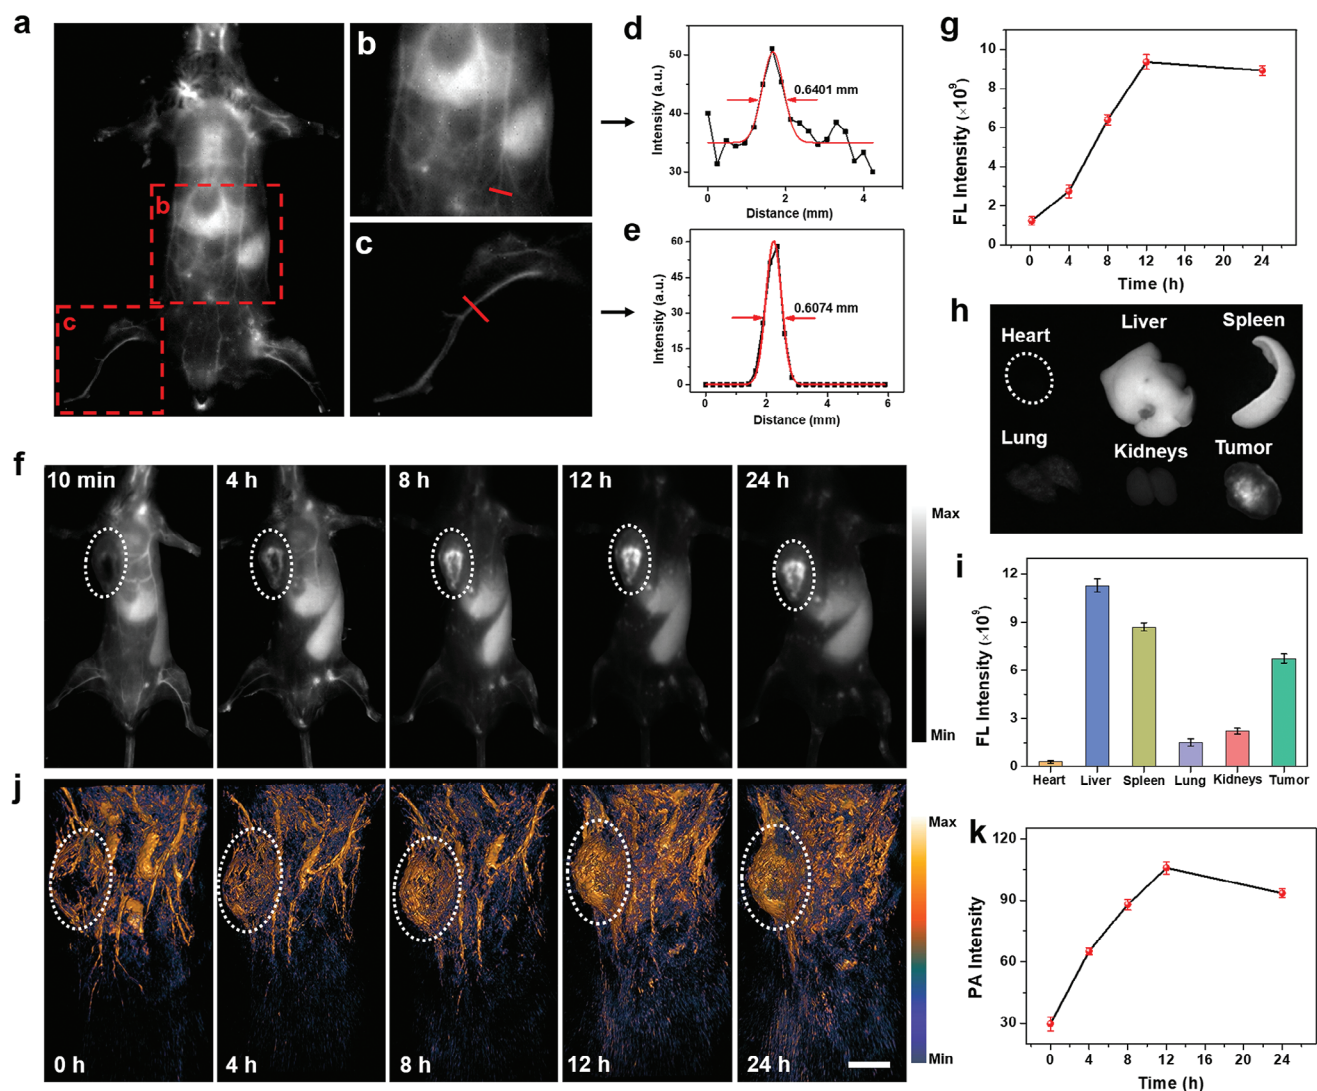 a
b
c
b
c
d
50
40
30
Intensity (a.u.)
0.6401 mm
0
2
4
Distance (mm)
e
60
45
30
15
0
Intensity (a.u.)
0.6074 mm
0
2
4
6
Distance (mm)
g
10
8
6
4
2
0
FL Intensity (×10⁹)
0 4 8 12 16 20 24
Time (h)
h
Heart
Liver
Spleen
Lung
Kidneys
Tumor
f
10 min
4 h
8 h
12 h
24 h
Max
Min
i
12
9
6
3
0
FL Intensity (×10⁹)
Heart Liver Spleen Lung Kidneys Tumor
j
0 h
4 h
8 h
12 h
24 h
Max
Min
k
120
90
60
30
PA Intensity
0 4 8 12 16 20 24
Time (h)